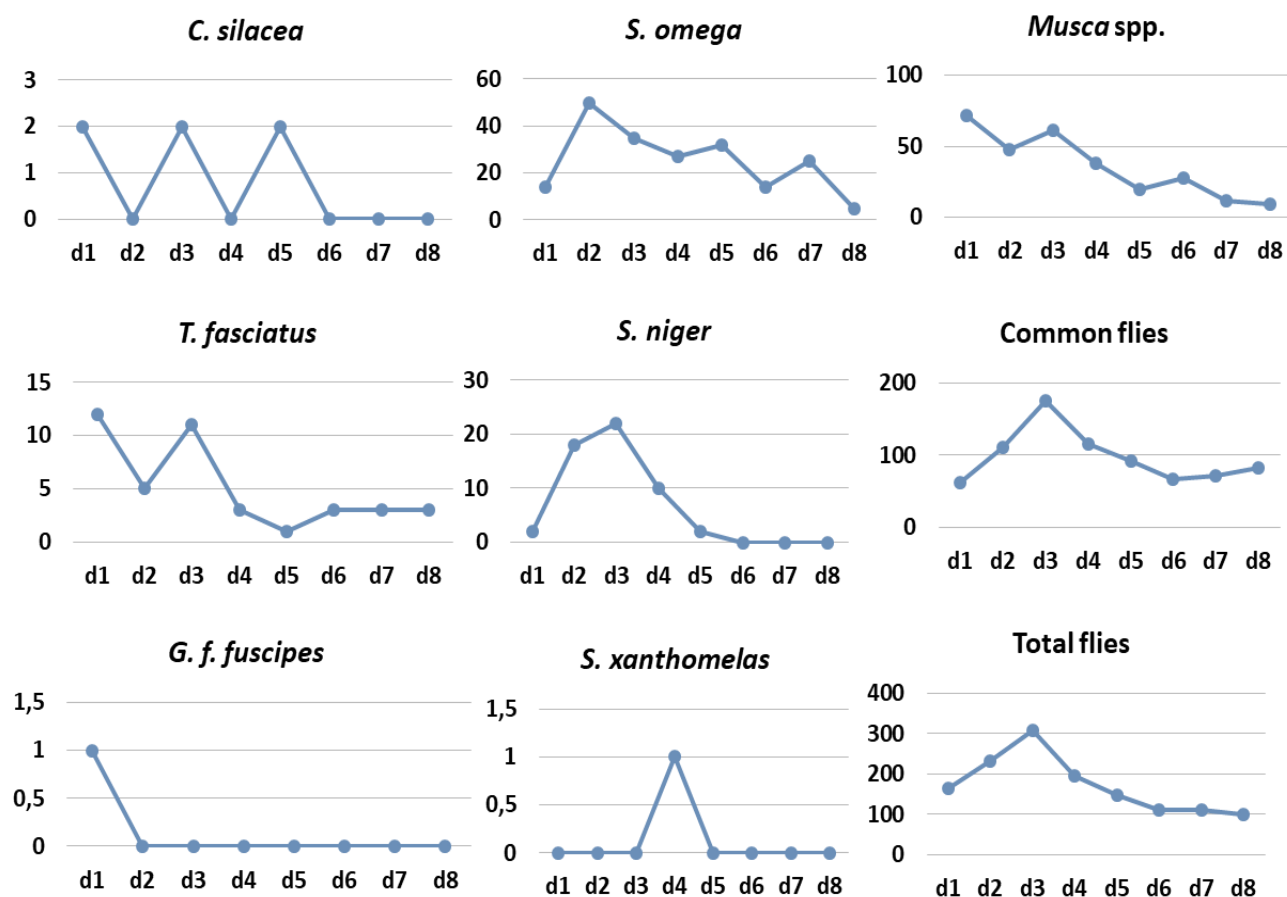 C. silacea
3
2
1
0
d1 d2 d3 d4 d5 d6 d7 d8
S. omega
60
40
20
0
d1 d2 d3 d4 d5 d6 d7 d8
Musca spp.
100
50
0
d1 d2 d3 d4 d5 d6 d7 d8
T. fasciatus
15
10
5
0
d1 d2 d3 d4 d5 d6 d7 d8
S. niger
30
20
10
0
d1 d2 d3 d4 d5 d6 d7 d8
Common flies
200
100
0
d1 d2 d3 d4 d5 d6 d7 d8
G. f. fuscipes
1,5
1
0,5
0
d1 d2 d3 d4 d5 d6 d7 d8
S. xanthomelas
1,5
1
0,5
0
d1 d2 d3 d4 d5 d6 d7 d8
Total flies
400
300
200
100
0
d1 d2 d3 d4 d5 d6 d7 d8